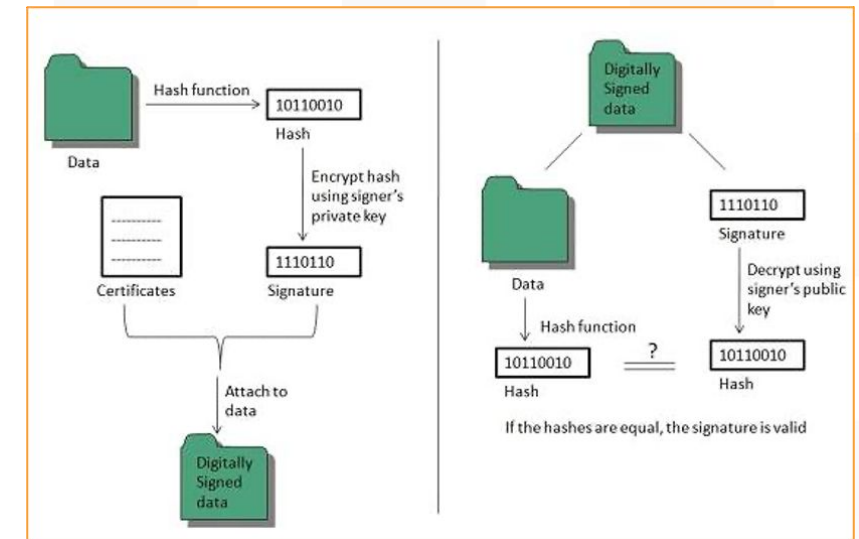 Data
Hash function
10110010
Hash
Encrypt hash
using signer's
private key
Certificates
1110110
Signature
Attach to
data
Digitally
Signed
data
Digitally
Signed
data
Data
Hash function
10110010
Hash
1110110
Signature
Decrypt using
signer's public
key
?
10110010
Hash
If the hashes are equal, the signature is valid